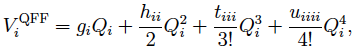 $V_i^{\mathrm{QFF}} = g_i Q_i + \frac{h_{ii}}{2} Q_i^2 + \frac{t_{iii}}{3!} Q_i^3 + \frac{u_{iiii}}{4!} Q_i^4,$